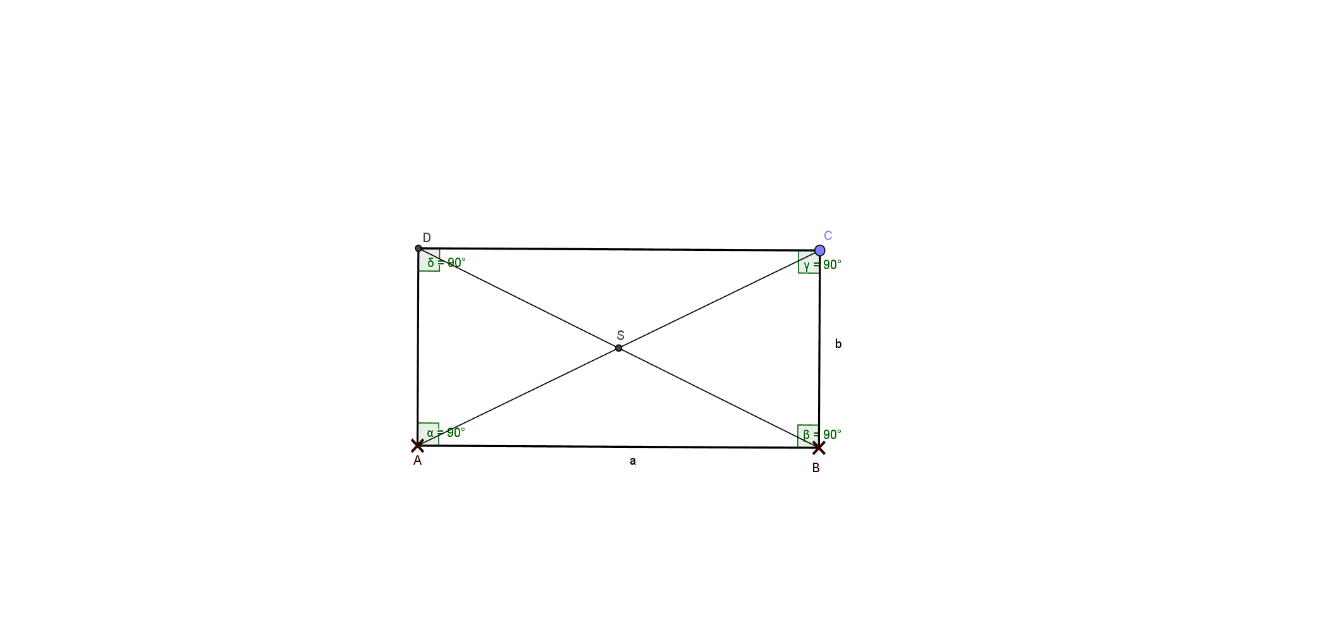 D
C
δ = 90°
γ = 90°
S
b
α = 90°
β = 90°
A
a
B